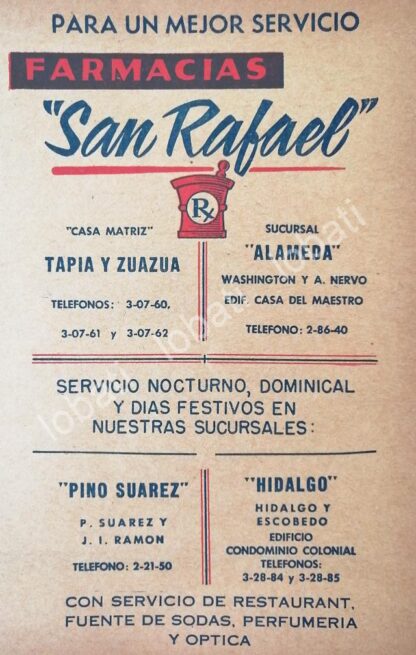 PARA UN MEJOR SERVICIO
FARMACIAS
"San Rafael"
Rx
"CASA MATRIZ"
TAPIA Y ZUAZUA
TELEFONOS: 3-07-60,
3-07-61 y 3-07-62
SUCURSAL
"ALAMEDA"
WASHINGTON Y A. NERVO
EDIF. CASA DEL MAESTRO
TELEFONO: 2-86-40
SERVICIO NOCTURNO, DOMINICAL
Y DIAS FESTIVOS EN
NUESTRAS SUCURSALES:
"PINO SUAREZ"
P. SUAREZ Y
J. I. RAMON
TELEFONO: 2-21-50
"HIDALGO"
HIDALGO Y
ESCOBEDO
EDIFICIO
CONDOMINIO COLONIAL
TELEFONOS:
3-28-84 y 3-28-85
CON SERVICIO DE RESTAURANT,
FUENTE DE SODAS, PERFUMERIA
Y OPTICA
lobati lobati lobati